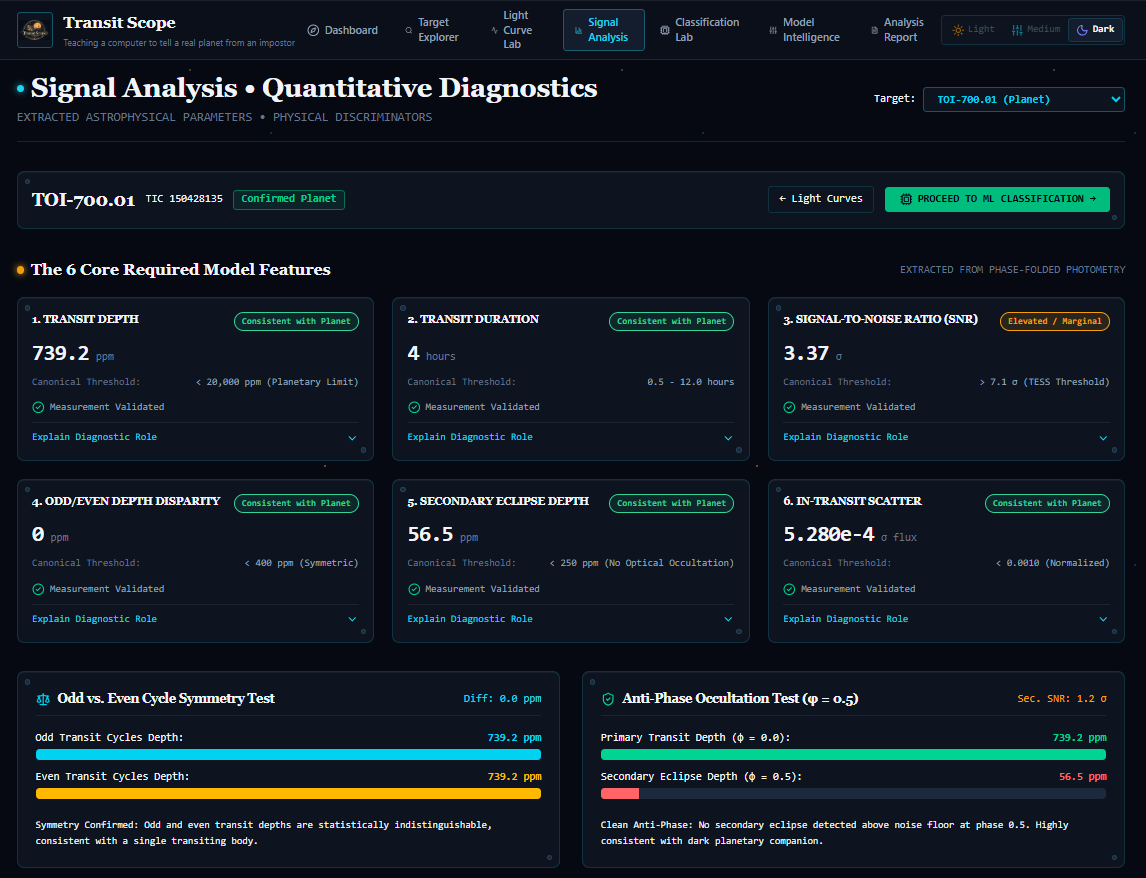 Transit Scope
Teaching a computer to tell a real planet from an impostor
Dashboard
Target
Explorer
Light
Curve
Lab
Signal
Analysis
Classification
Lab
Model
Intelligence
Analysis
Report
Light
Medium
Dark
Signal Analysis • Quantitative Diagnostics
EXTRACTED ASTROPHYSICAL PARAMETERS • PHYSICAL DISCRIMINATORS
Target:
TOI-700.01 (Planet)
TOI-700.01
TIC 150428135
Confirmed Planet
← Light Curves
PROCEED TO ML CLASSIFICATION →
The 6 Core Required Model Features
EXTRACTED FROM PHASE-FOLDED PHOTOMETRY
1. TRANSIT DEPTH
Consistent with Planet
739.2 ppm
Canonical Threshold: < 20,000 ppm (Planetary Limit)
Measurement Validated
Explain Diagnostic Role
2. TRANSIT DURATION
Consistent with Planet
4 hours
Canonical Threshold: 0.5 - 12.0 hours
Measurement Validated
Explain Diagnostic Role
3. SIGNAL-TO-NOISE RATIO (SNR)
Elevated / Marginal
3.37 σ
Canonical Threshold: > 7.1 σ (TESS Threshold)
Measurement Validated
Explain Diagnostic Role
4. ODD/EVEN DEPTH DISPARITY
Consistent with Planet
0 ppm
Canonical Threshold: < 400 ppm (Symmetric)
Measurement Validated
Explain Diagnostic Role
5. SECONDARY ECLIPSE DEPTH
Consistent with Planet
56.5 ppm
Canonical Threshold: < 250 ppm (No Optical Occultation)
Measurement Validated
Explain Diagnostic Role
6. IN-TRANSIT SCATTER
Consistent with Planet
5.280e-4 σ flux
Canonical Threshold: < 0.0010 (Normalized)
Measurement Validated
Explain Diagnostic Role
Odd vs. Even Cycle Symmetry Test
Diff: 0.0 ppm
Odd Transit Cycles Depth: 739.2 ppm
Even Transit Cycles Depth: 739.2 ppm
Symmetry Confirmed: Odd and even transit depths are statistically indistinguishable,
consistent with a single transiting body.
Anti-Phase Occultation Test (φ = 0.5)
Sec. SNR: 1.2 σ
Primary Transit Depth (ϕ = 0.0): 739.2 ppm
Secondary Eclipse Depth (ϕ = 0.5): 56.5 ppm
Clean Anti-Phase: No secondary eclipse detected above noise floor at phase 0.5. Highly
consistent with dark planetary companion.